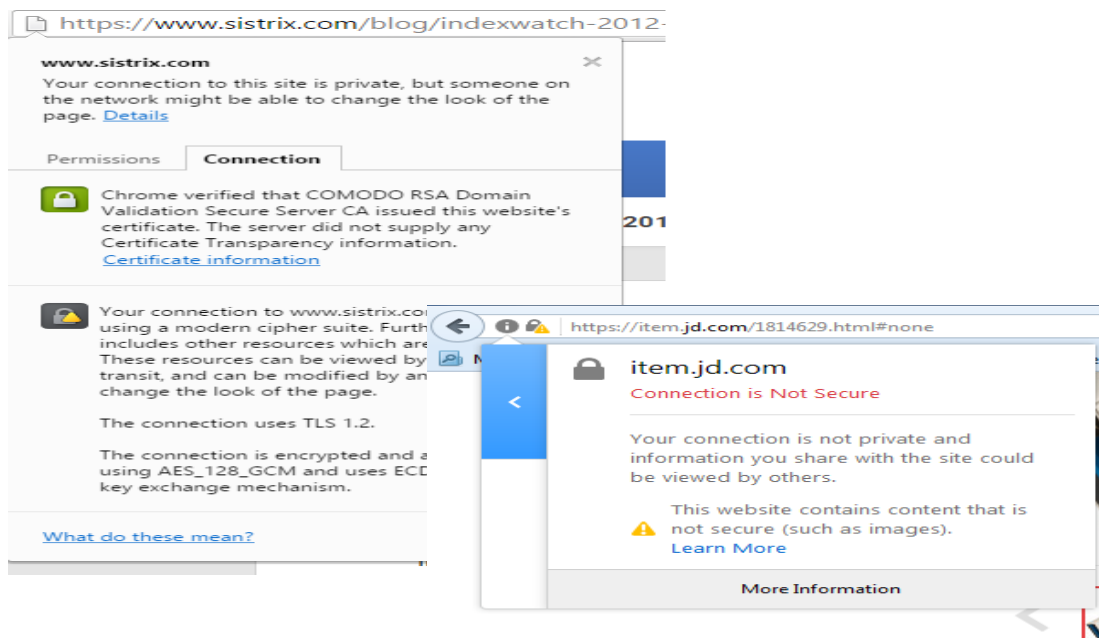 https://www.sistrix.com/blog/indexwatch-2012-
www.sistrix.com
Your connection to this site is private, but someone on
the network might be able to change the look of the
page. Details
Permissions
Connection
Chrome verified that COMODO RSA Domain
Validation Secure Server CA issued this website's
certificate. The server did not supply any
Certificate Transparency information.
Certificate information
201
Your connection to www.sistrix.co
using a modern cipher suite. Furth
includes other resources which are
These resources can be viewed by
transit, and can be modified by an
change the look of the page.
The connection uses TLS 1.2.
The connection is encrypted and a
using AES_128_GCM and uses ECD
key exchange mechanism.
What do these mean?
https://item.jd.com/1814629.html#none
item.jd.com
Connection is Not Secure
Your connection is not private and
information you share with the site could
be viewed by others.
This website contains content that is
not secure (such as images).
Learn More
More Information